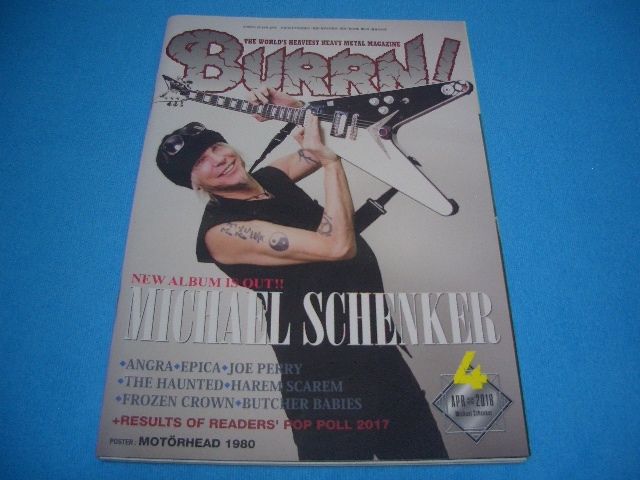 THE WORLD'S HEAVIEST HEAVY METAL MAGAZINE
BURRN!
NEW ALBUM IS OUT!!
MICHAEL SCHENKER
◆ANGRA◆EPICA◆JOE PERRY
◆THE HAUNTED◆HAREM SCAREM
◆FROZEN CROWN◆BUTCHER BABIES
+RESULTS OF READERS' POP POLL 2017
POSTER: MOTÖRHEAD 1980
4
APR 2018
Michael Schenker